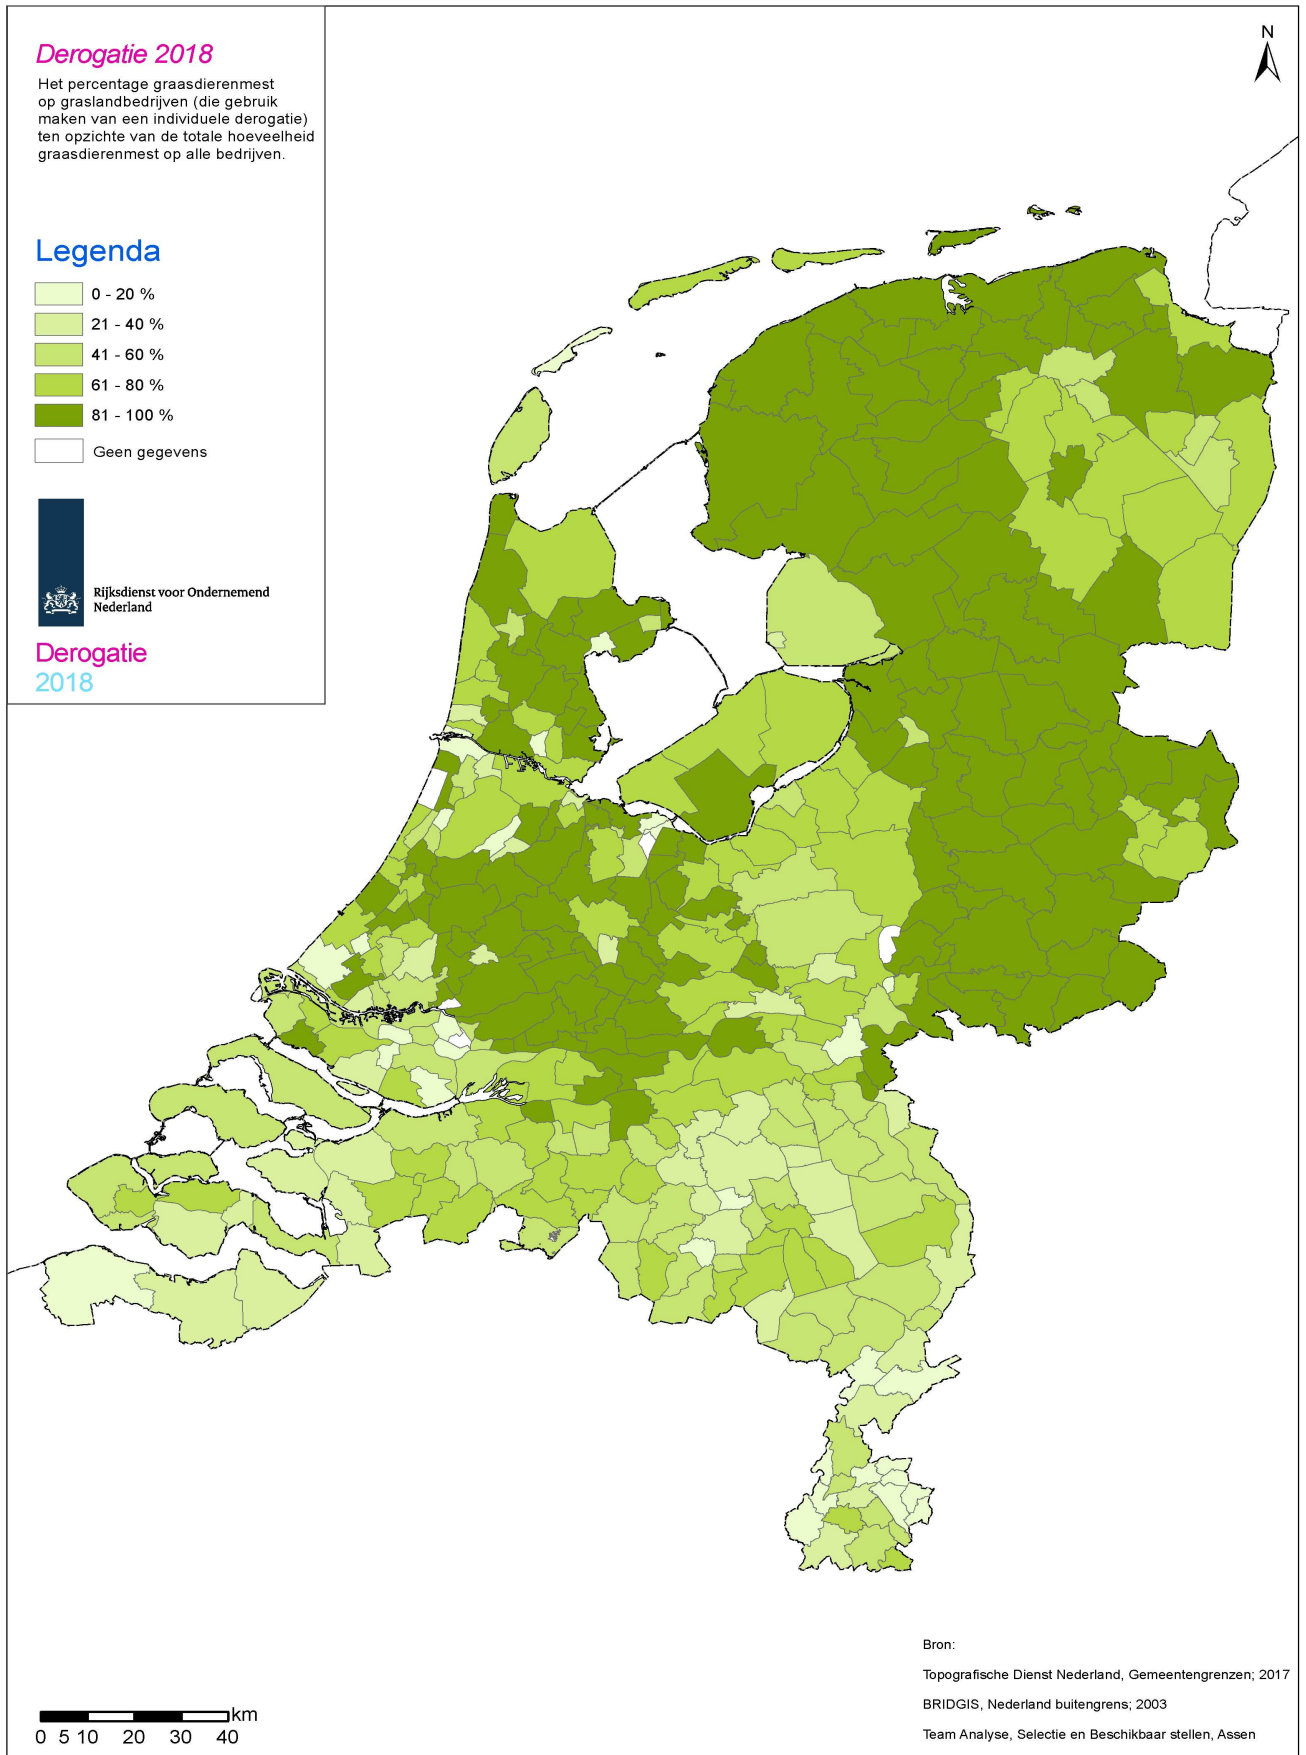 Derogatie 2018
Het percentage graasdierenmest
op graslandbedrijven (die gebruik
maken van een individuele derogatie)
ten opzichte van de totale hoeveelheid
graasdierenmest op alle bedrijven.
N
Legenda
0 - 20 %
21 - 40 %
41 - 60 %
61 - 80 %
81 - 100 %
Geen gegevens
Rijksdienst voor Ondernemend
Nederland
Derogatie
2018
km
0 5 10 20 30 40
Bron:
Topografische Dienst Nederland, Gemeentengrenzen; 2017
BRIDGIS, Nederland buitengrens; 2003
Team Analyse, Selectie en Beschikbaar stellen, Assen